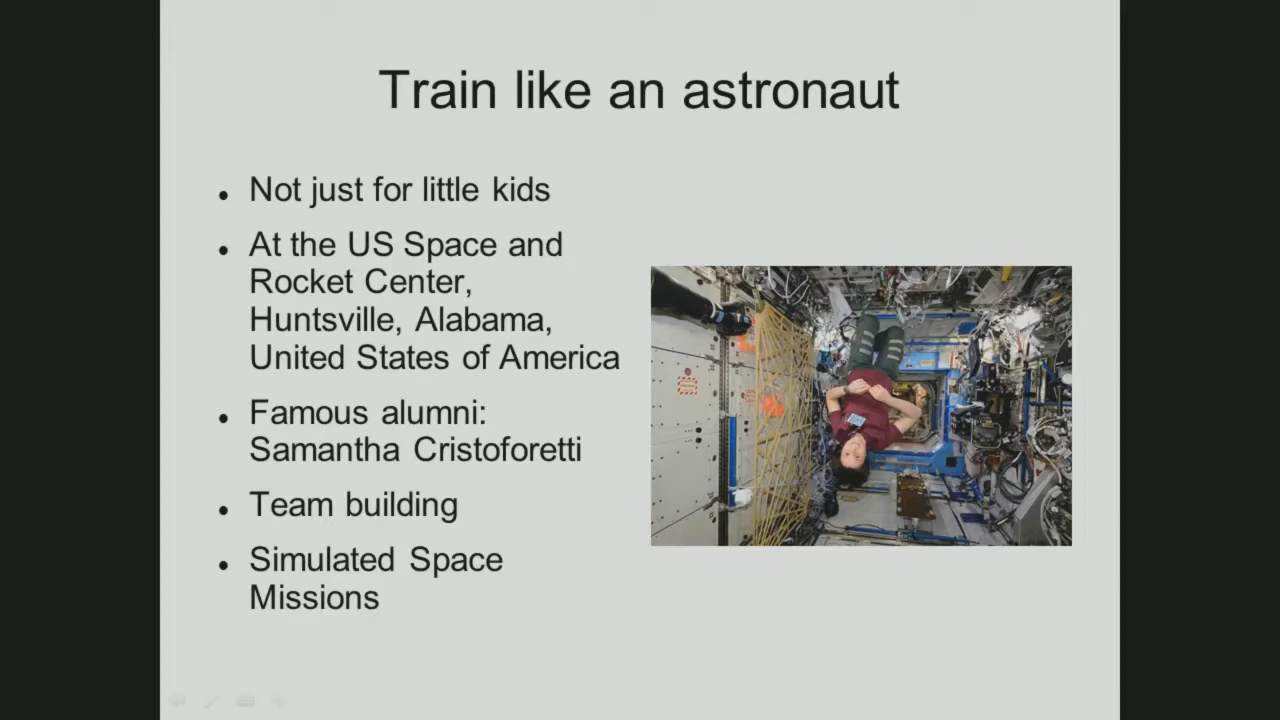 Train like an astronaut
Not just for little kids
At the US Space and
Rocket Center,
Huntsville, Alabama,
United States of America
Famous alumni:
Samantha Cristoforetti
Team building
Simulated Space
Missions